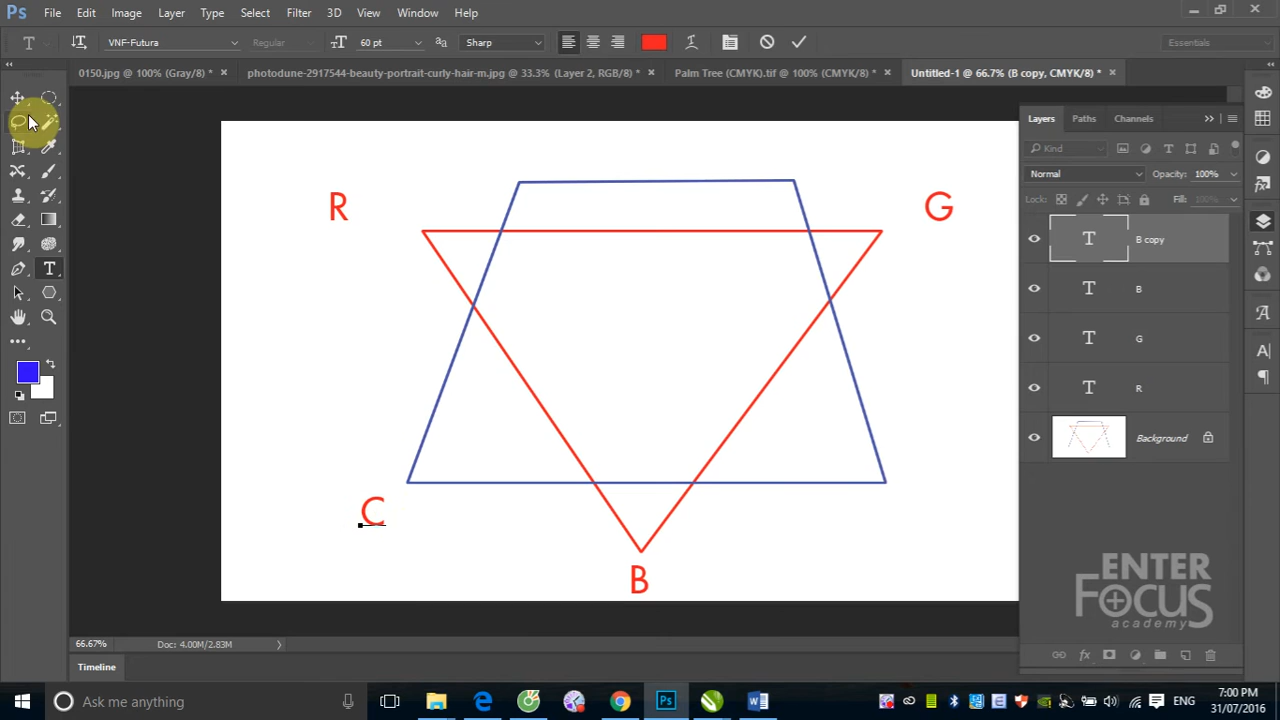 Ps File Edit Image Layer Type Select Filter 3D View Window Help
T VNF-Futura Regular 60 pt aa Sharp Essentials
0150.jpg @ 100% (Gray/8) * photodune-2917544-beauty-portrait-curly-hair-m.jpg @ 33.3% (Layer 2, RGB/8) * Palm Tree (CMYK).tif @ 100% (CMYK/8) * Untitled-1 @ 66.7% (B copy, CMYK/8) *
Layers Paths Channels
Kind
Normal Opacity: 100%
Lock: Fill: 100%
T B copy
T B
T G
T R
Background
R G
C
B
ENTER
FOCUS
academy
66.67% Doc: 4.00M/2.83M
Timeline
Ask me anything
ENG
7:00 PM
31/07/2016